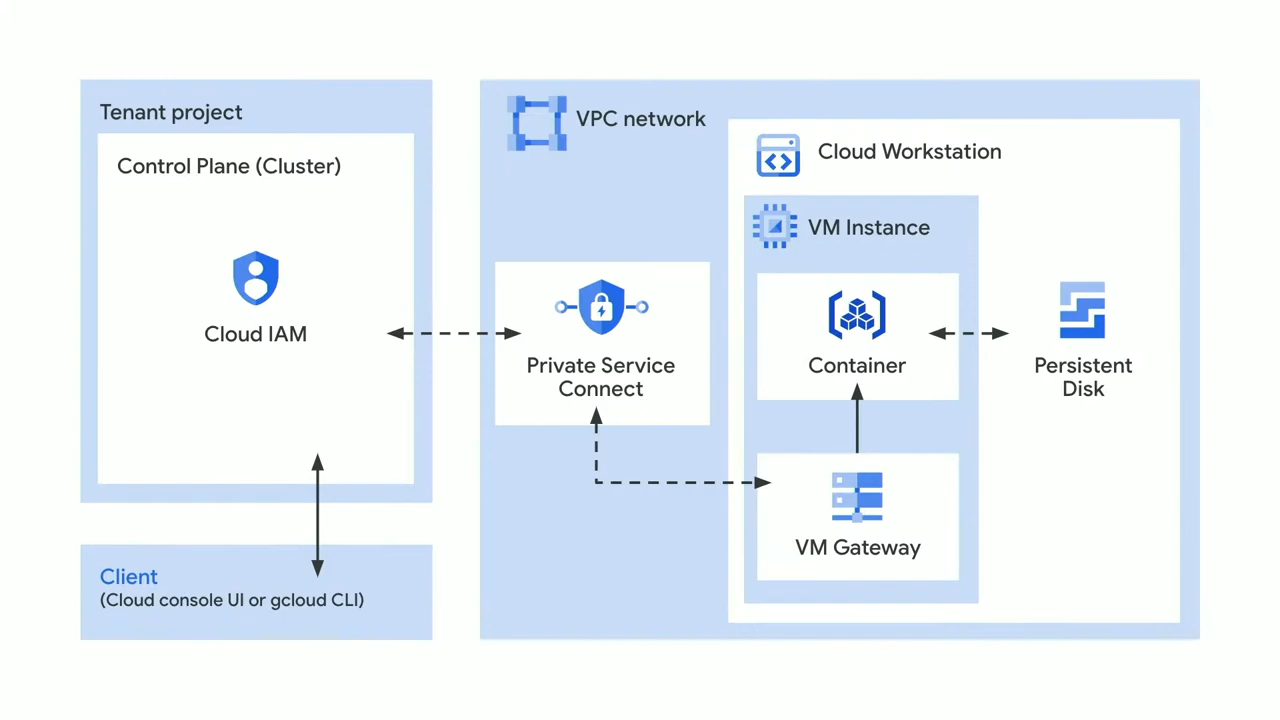 Tenant project
Control Plane (Cluster)
Cloud IAM
Client
(Cloud console UI or gcloud CLI)
VPC network
Private Service
Connect
Cloud Workstation
VM Instance
Container
VM Gateway
Persistent
Disk